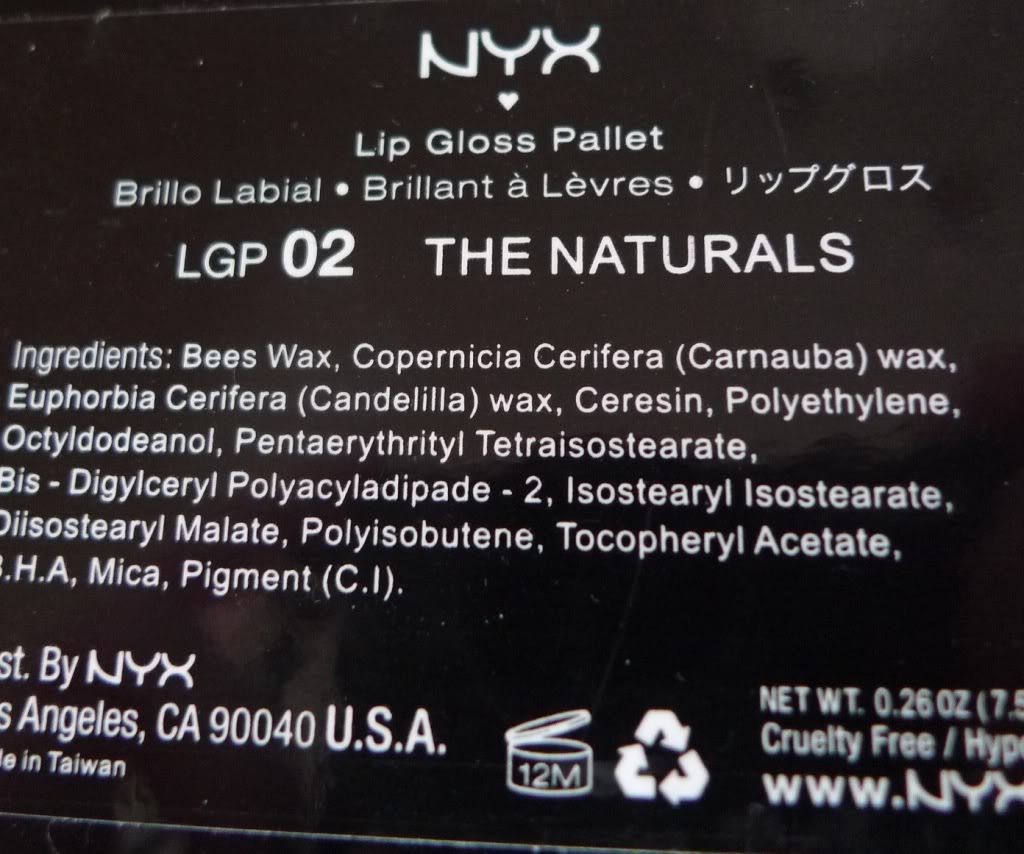 NYX
Lip Gloss Pallet
Brillo Labial • Brillant à Lèvres • リップグロス
LGP 02 THE NATURALS
Ingredients: Bees Wax, Copernicia Cerifera (Carnauba) wax,
Euphorbia Cerifera (Candelilla) wax, Ceresin, Polyethylene,
Octyldodeanol, Pentaerythrityl Tetraisostearate,
Bis - Digylceryl Polyacyladipade - 2, Isostearyl Isostearate,
Diisostearyl Malate, Polyisobutene, Tocopheryl Acetate,
B.H.A, Mica, Pigment (C.I).
st. By NYX
s Angeles, CA 90040 U.S.A.
de in Taiwan
12M
NET WT. 0.26 OZ (7.5
Cruelty Free / Hypo
www.NYX